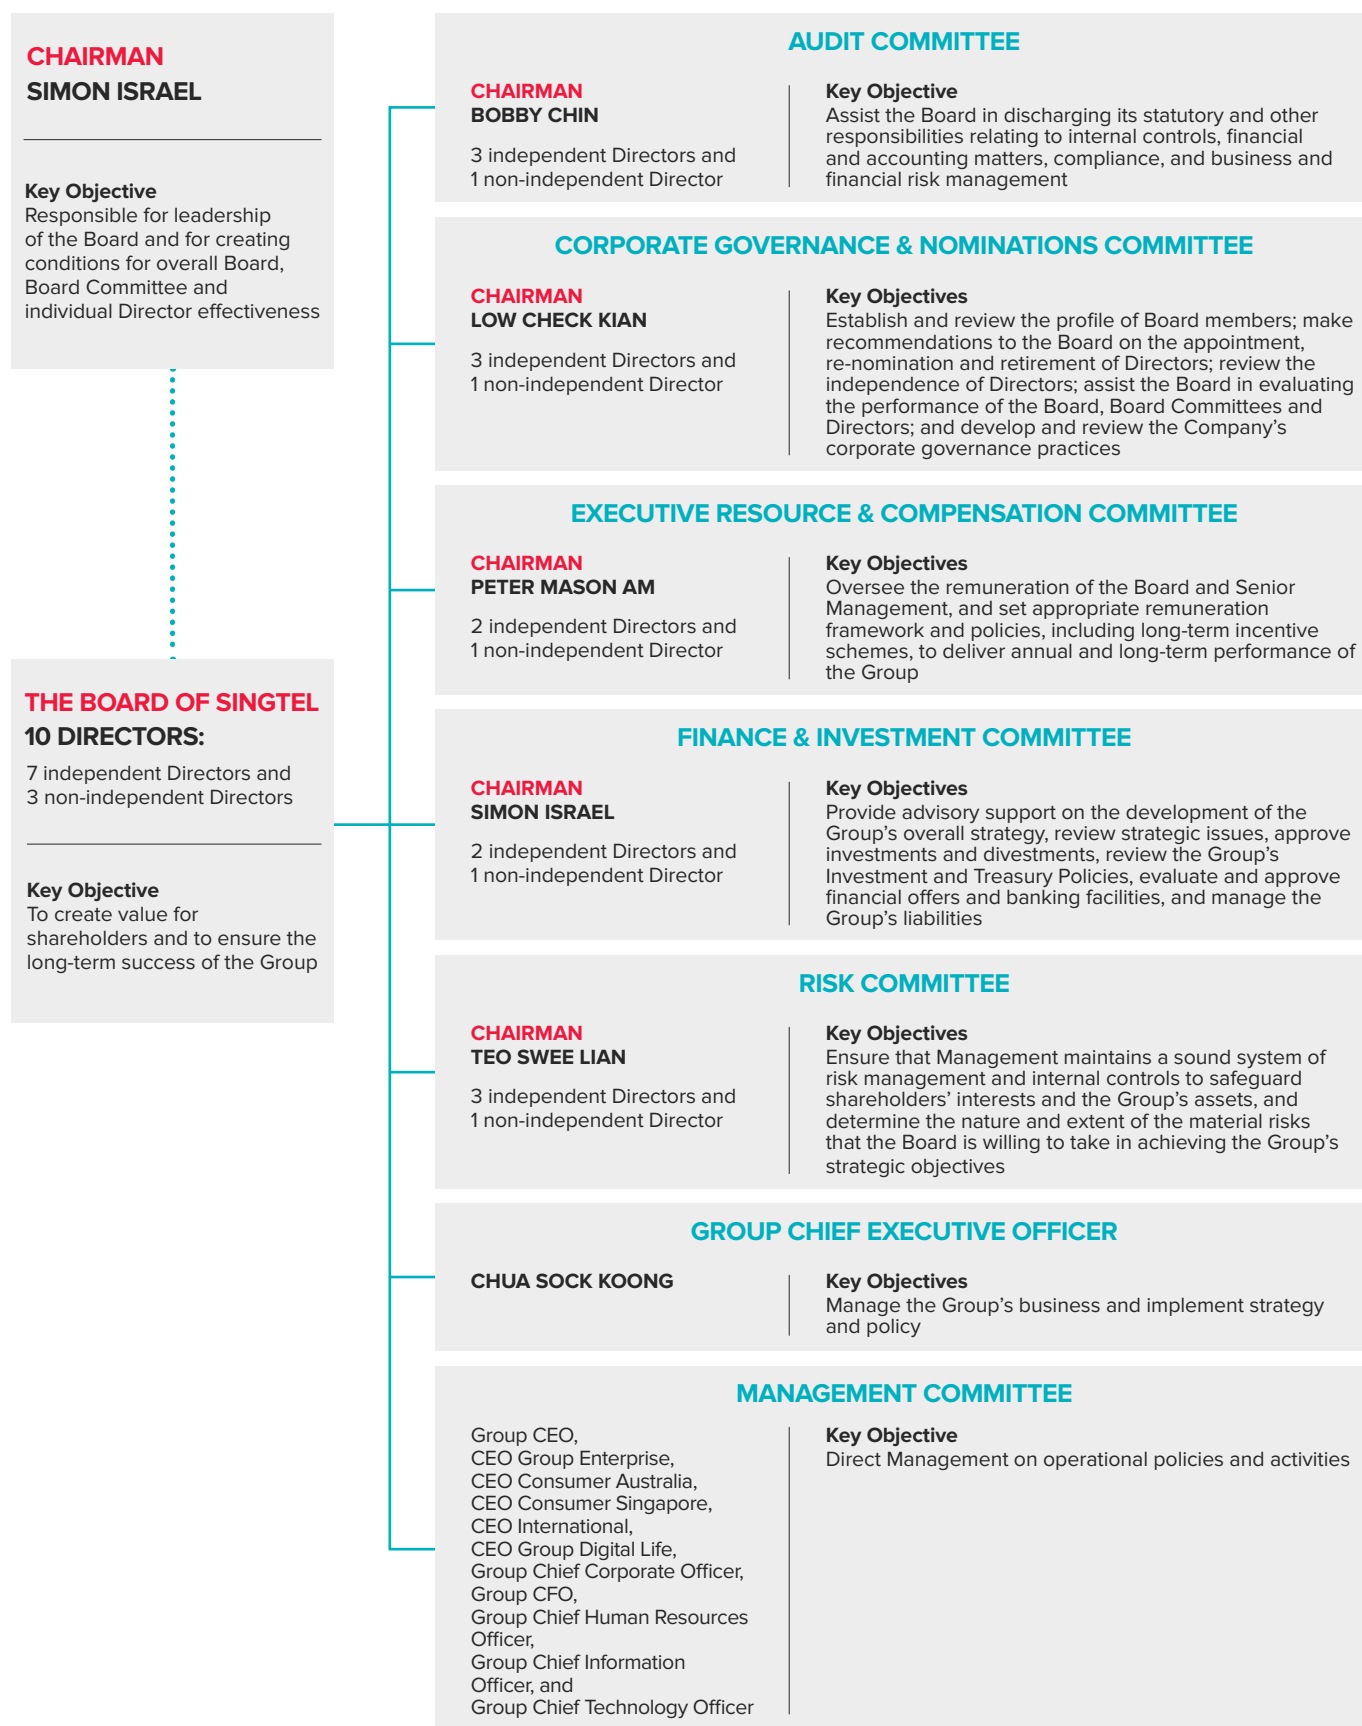 CHAIRMAN
SIMON ISRAEL
Key Objective
Responsible for leadership
of the Board and for creating
conditions for overall Board,
Board Committee and
individual Director effectiveness
THE BOARD OF SINGTEL
10 DIRECTORS:
7 independent Directors and
3 non-independent Directors
Key Objective
To create value for
shareholders and to ensure the
long-term success of the Group
AUDIT COMMITTEE
CHAIRMAN
BOBBY CHIN
3 independent Directors and
1 non-independent Director
Key Objective
Assist the Board in discharging its statutory and other
responsibilities relating to internal controls, financial
and accounting matters, compliance, and business and
financial risk management
CORPORATE GOVERNANCE & NOMINATIONS COMMITTEE
CHAIRMAN
LOW CHECK KIAN
3 independent Directors and
1 non-independent Director
Key Objectives
Establish and review the profile of Board members; make
recommendations to the Board on the appointment,
re-nomination and retirement of Directors; review the
independence of Directors; assist the Board in evaluating
the performance of the Board, Board Committees and
Directors; and develop and review the Company's
corporate governance practices
EXECUTIVE RESOURCE & COMPENSATION COMMITTEE
CHAIRMAN
PETER MASON AM
2 independent Directors and
1 non-independent Director
Key Objectives
Oversee the remuneration of the Board and Senior
Management, and set appropriate remuneration
framework and policies, including long-term incentive
schemes, to deliver annual and long-term performance of
the Group
FINANCE & INVESTMENT COMMITTEE
CHAIRMAN
SIMON ISRAEL
2 independent Directors and
1 non-independent Director
Key Objectives
Provide advisory support on the development of the
Group's overall strategy, review strategic issues, approve
investments and divestments, review the Group's
Investment and Treasury Policies, evaluate and approve
financial offers and banking facilities, and manage the
Group's liabilities
RISK COMMITTEE
CHAIRMAN
TEO SWEE LIAN
3 independent Directors and
1 non-independent Director
Key Objectives
Ensure that Management maintains a sound system of
risk management and internal controls to safeguard
shareholders' interests and the Group's assets, and
determine the nature and extent of the material risks
that the Board is willing to take in achieving the Group's
strategic objectives
GROUP CHIEF EXECUTIVE OFFICER
CHUA SOCK KOONG
Key Objectives
Manage the Group's business and implement strategy
and policy
MANAGEMENT COMMITTEE
Group CEO,
CEO Group Enterprise,
CEO Consumer Australia,
CEO Consumer Singapore,
CEO International,
CEO Group Digital Life,
Group Chief Corporate Officer,
Group CFO,
Group Chief Human Resources
Officer,
Group Chief Information
Officer, and
Group Chief Technology Officer
Key Objective
Direct Management on operational policies and activities